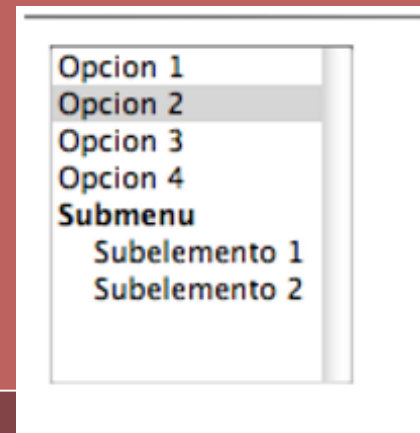 Opcion 1
Opcion 2
Opcion 3
Opcion 4
Submenu
Subelemento 1
Subelemento 2